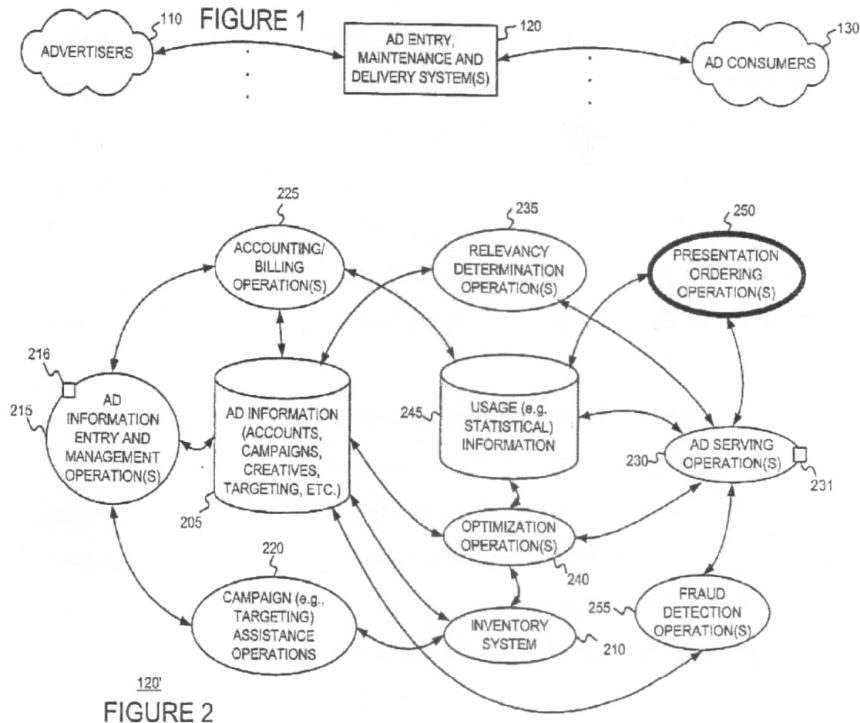 FIGURE 1
110
ADVERTISERS
120
AD ENTRY,
MAINTENANCE AND
DELIVERY SYSTEM(S)
130
AD CONSUMERS
225
ACCOUNTING/
BILLING
OPERATION(S)
235
RELEVANCY
DETERMINATION
OPERATION(S)
250
PRESENTATION
ORDERING
OPERATION(S)
216
215
AD
INFORMATION
ENTRY AND
MANAGEMENT
OPERATION(S)
AD INFORMATION
(ACCOUNTS,
CAMPAIGNS,
CREATIVES,
TARGETING, ETC.)
205
245
USAGE (e.g.
STATISTICAL)
INFORMATION
230
AD SERVING
OPERATION(S)
231
OPTIMIZATION
OPERATION(S)
240
220
CAMPAIGN (e.g.,
TARGETING)
ASSISTANCE
OPERATIONS
INVENTORY
SYSTEM
210
255
FRAUD
DETECTION
OPERATION(S)
120'
FIGURE 2